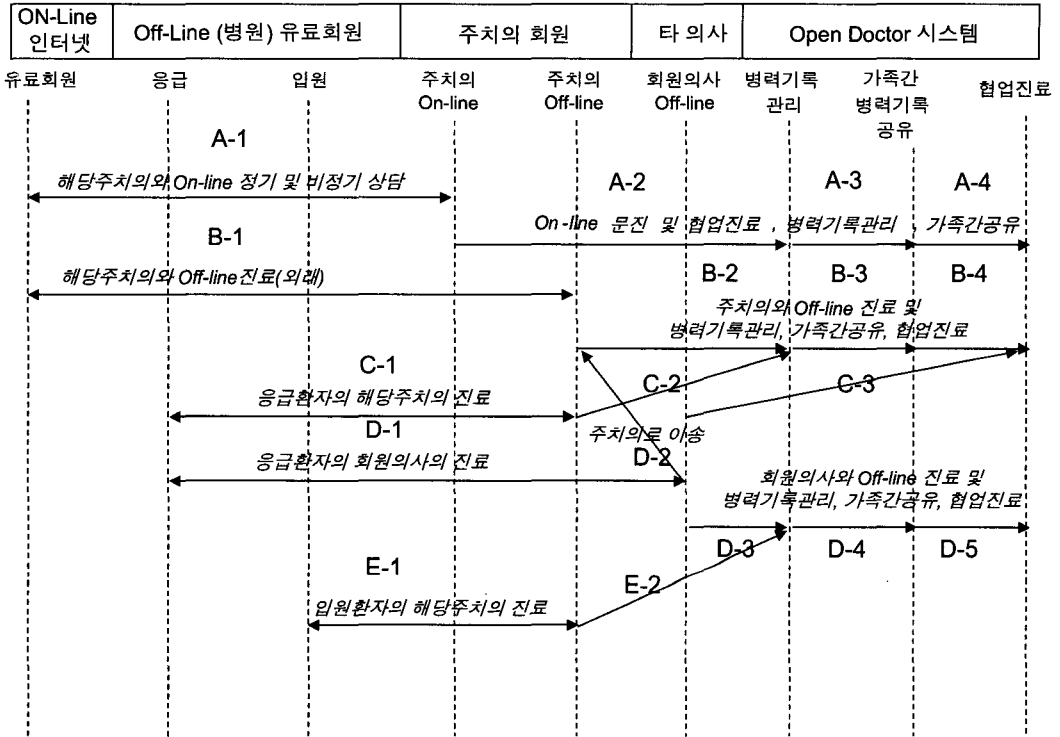 ON-Line
인터넷
Off-Line (병원) 유료회원
주치의 회원
타 의사
Open Doctor 시스템
유료회원
응급
입원
주치의
On-line
주치의
Off-line
회원의사
Off-line
병력기록
관리
가족간
병력기록
공유
협업진료
A-1
해당주치의와 On-line 정기 및 비정기 상담
A-2
A-3
A-4
On-line 문진 및 협업진료 , 병력기록관리 , 가족간공유
B-1
해당주치의와 Off-line진료(외래)
B-2
B-3
B-4
주치의와 Off-line 진료 및
병력기록관리, 가족간공유, 협업진료
C-1
C-2
C-3
응급환자의 해당주치의 진료
D-1
주치의로 이송
D-2
응급환자의 회원의사의 진료
회원의사와 Off-line 진료 및
병력기록관리, 가족간공유, 협업진료
D-3
D-4
D-5
E-1
E-2
입원환자의 해당주치의 진료